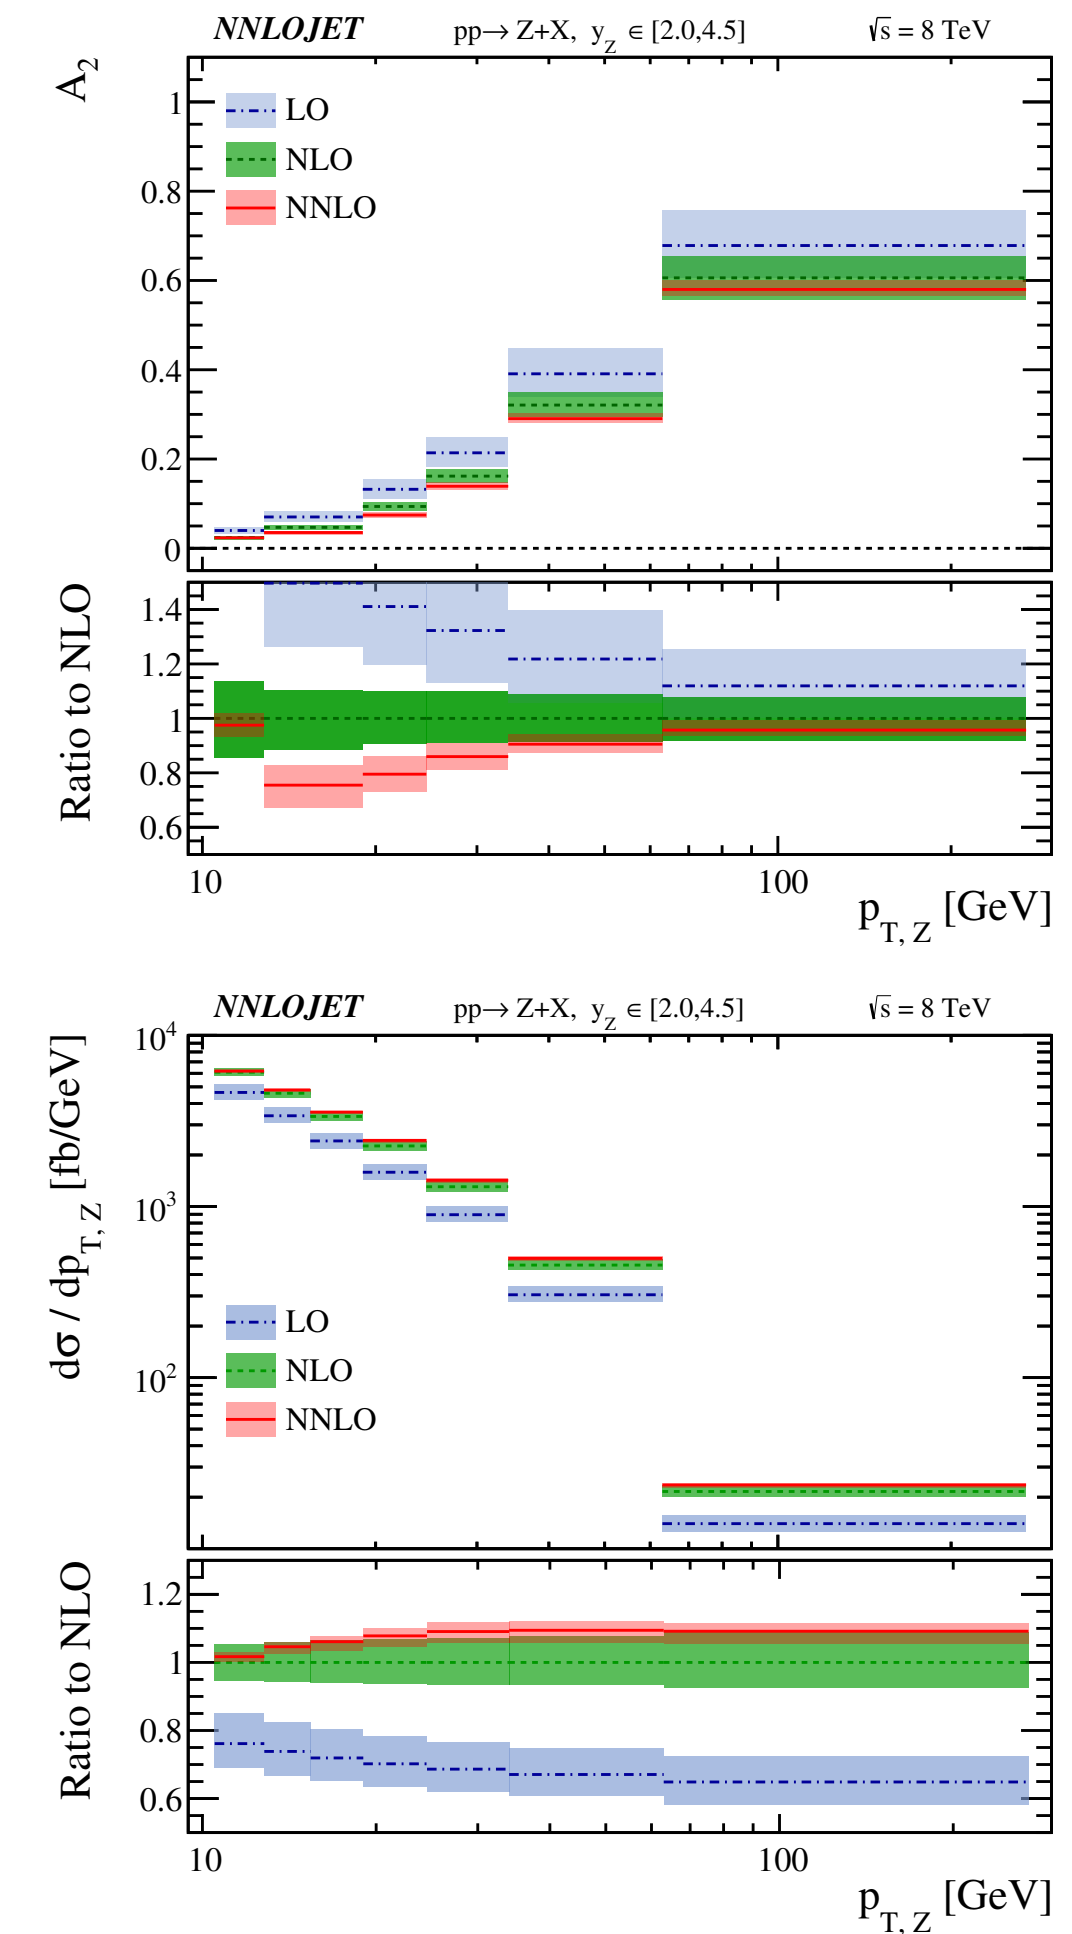 NNLOJET pp→ Z+X, y_Z ∈ [2.0,4.5] √s = 8 TeV
A_2
1
0.8
0.6
0.4
0.2
0
LO
NLO
NNLO
Ratio to NLO
1.4
1.2
1
0.8
0.6
10 100
p_T, Z [GeV]
NNLOJET pp→ Z+X, y_Z ∈ [2.0,4.5] √s = 8 TeV
dσ / dp_T, Z [fb/GeV]
10^4
10^3
10^2
LO
NLO
NNLO
Ratio to NLO
1.2
1
0.8
0.6
10 100
p_T, Z [GeV]